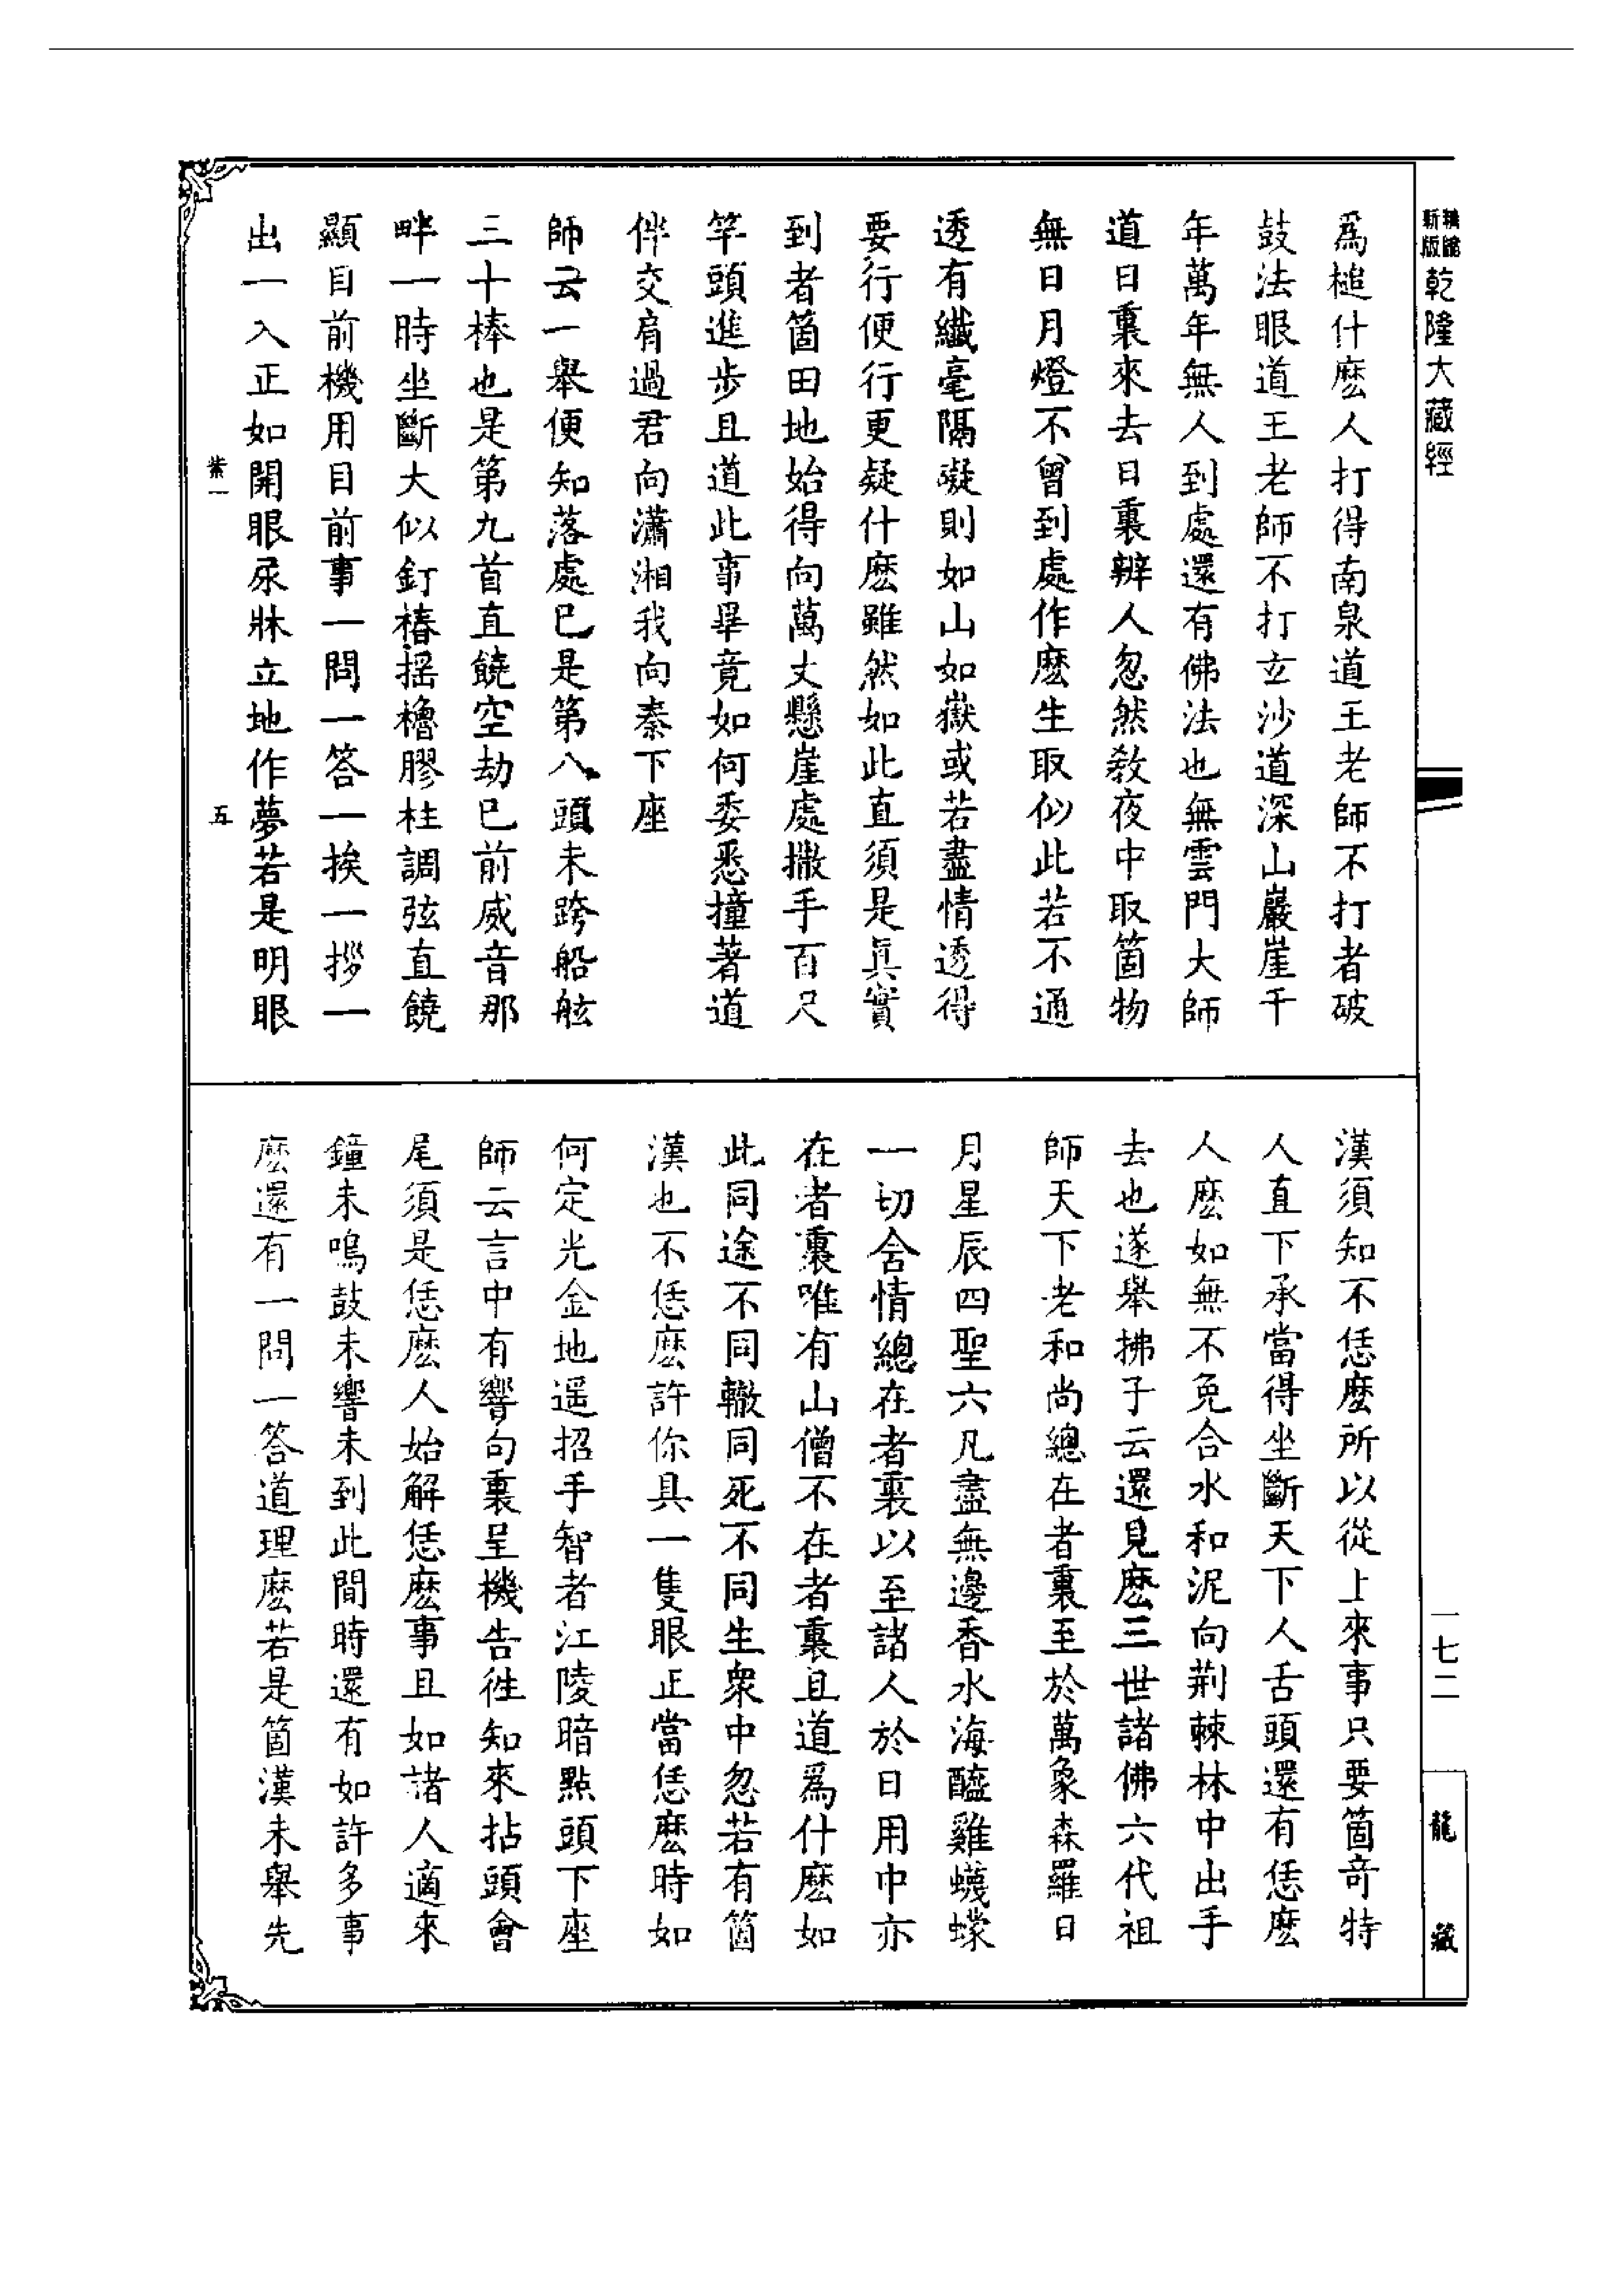 新版
乾隆大藏經
一七二
龍藏
爲槌什麽人打得南泉道王老師不打者破
鼓法眼道王老師不打玄沙道深山巖崖千
年萬年無人到處還有佛法也無雲門大師
道日裏來去日裏辨人忽然教夜中取箇物
無日月燈不曾到處作麽生取似此若不通
透有纖毫隔礙則如山如嶽或若盡情透得
要行便行更疑什麽雖然如此直須是眞實
到者箇田地始得向萬丈懸崖處撒手百尺
竿頭進步且道此事畢竟如何委悉撞著道
伴交肩過君向瀟湘我向秦下座
師云一舉便知落處已是第八頭未跨船舷
三十棒也是第九首直饒空劫已前威音那
畔一時坐斷大似釘樁摇櫓膠柱調弦直饒
顯目前機用目前事一問一答一挨一拶一
出一入正如開眼尿牀立地作夢若是明眼
紫一
五
漢須知不恁麽所以從上來事只要箇竒特
人直下承當得坐斷天下人舌頭還有恁麽
人麽如無不免合水和泥向荆棘林中出手
去也遂舉拂子云還見麽三世諸佛六代祖
師天下老和尚總在者裏至於萬象森羅日
月星辰四聖六凡盡無邊香水海醯雞蠛蠓
一切含情總在者裏以至諸人於日用中亦
在者裏唯有山僧不在者裏且道爲什麽如
此同途不同轍同死不同生衆中忽若有箇
漢也不恁麽許你具一隻眼正當恁麽時如
何定光金地遥招手智者江陵暗點頭下座
師云言中有響句裏呈機告徃知來拈頭會
尾須是恁麽人始解恁麽事且如諸人適來
鐘未鳴鼓未響未到此間時還有如許多事
麽還有一問一答道理麽若是箇漢未舉先